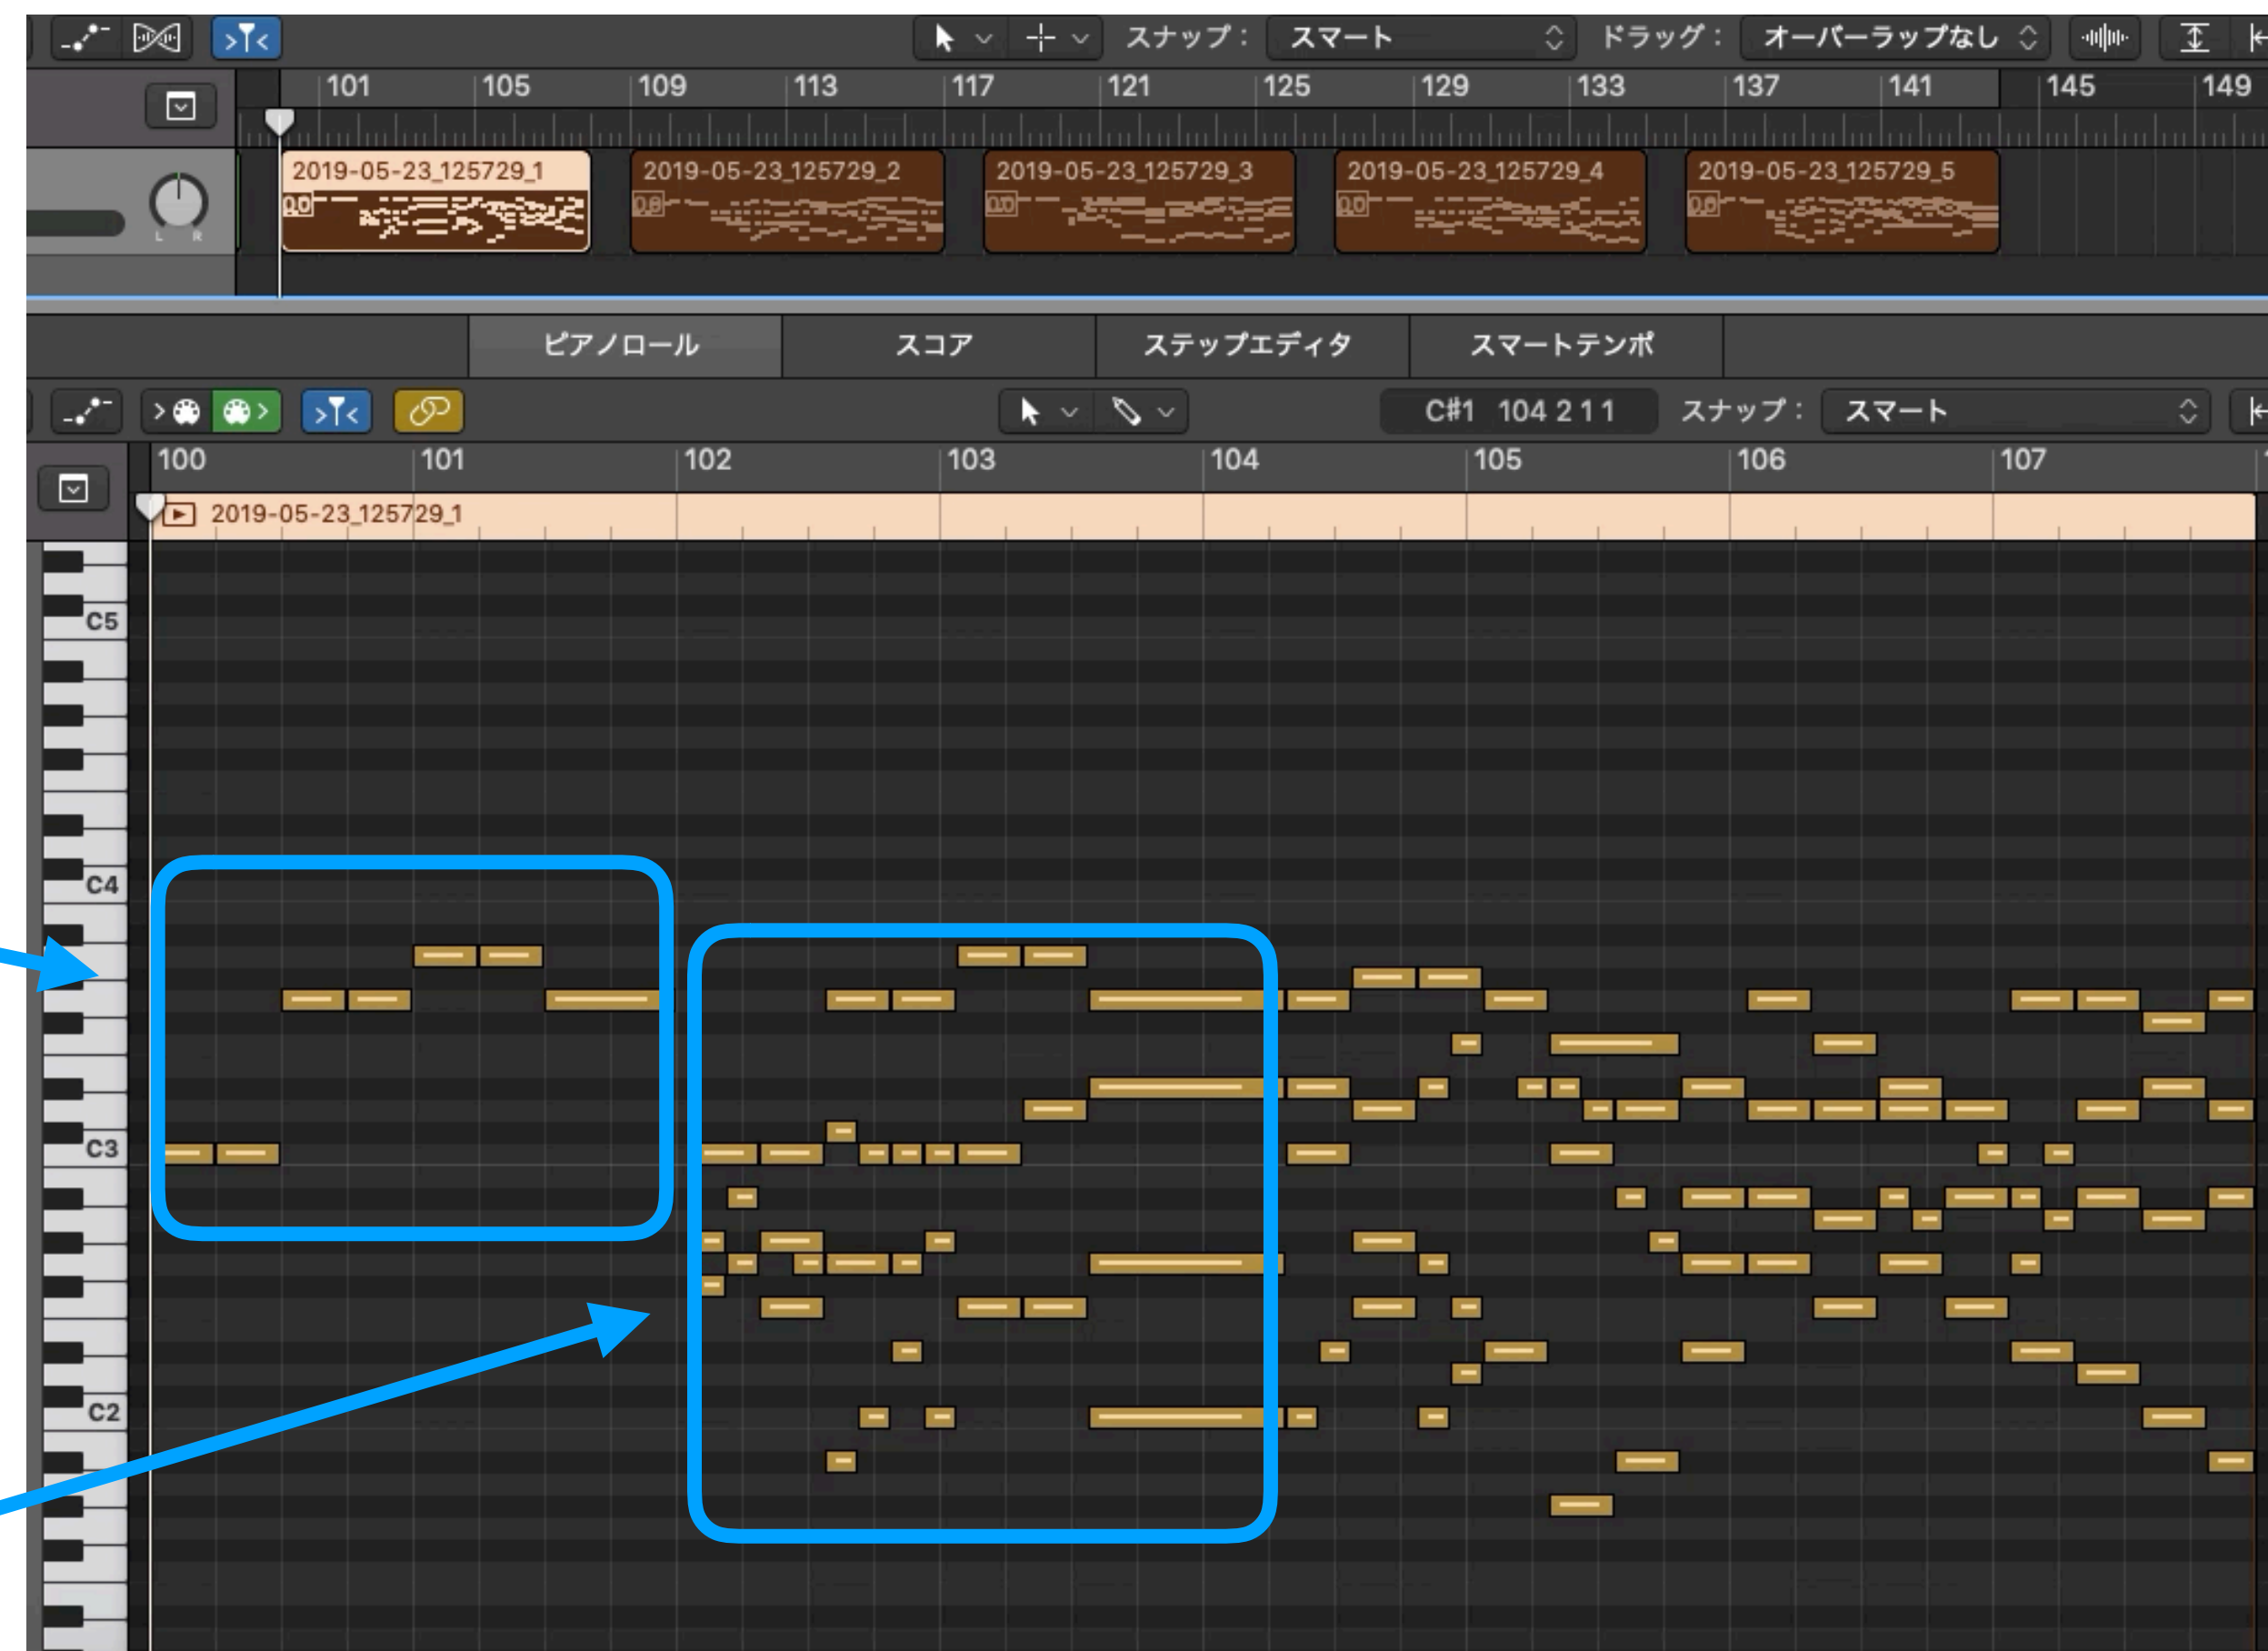 スナップ： スマート ドラッグ： オーバーラップなし
101 105 109 113 117 121 125 129 133 137 141 145 149
2019-05-23_125729_1 2019-05-23_125729_2 2019-05-23_125729_3 2019-05-23_125729_4 2019-05-23_125729_5
L R
ピアノロール スコア ステップエディタ スマートテンポ
C#1 104 2 1 1 スナップ： スマート
100 101 102 103 104 105 106 107
2019-05-23_125729_1
C5
C4
C3
C2